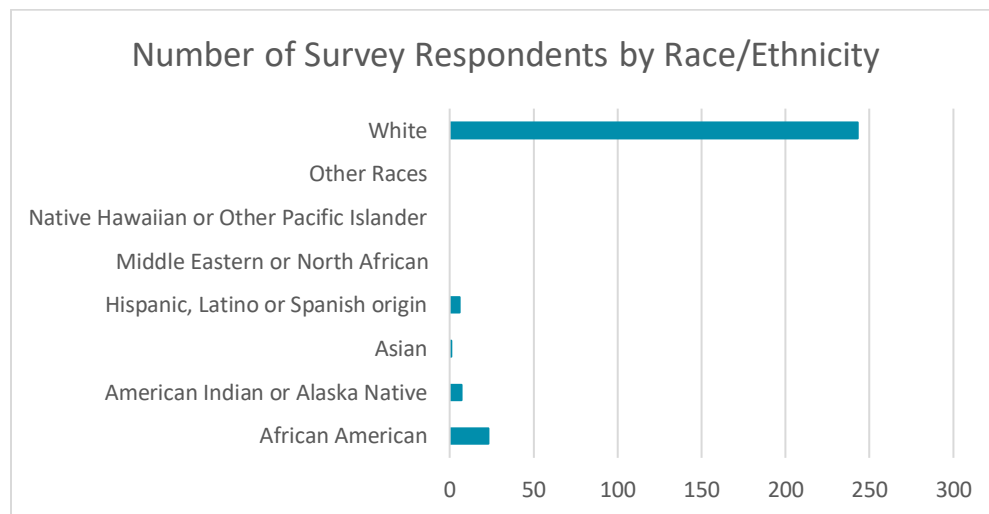 Number of Survey Respondents by Race/Ethnicity
White
Other Races
Native Hawaiian or Other Pacific Islander
Middle Eastern or North African
Hispanic, Latino or Spanish origin
Asian
American Indian or Alaska Native
African American
0 50 100 150 200 250 300